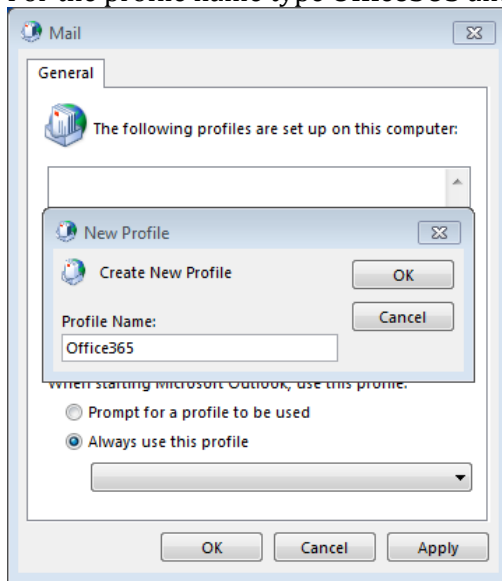 For the profile name type Office365 and
Mail
General
The following profiles are set up on this computer:
New Profile
Create New Profile
OK
Cancel
Profile Name:
Office365
When starting Microsoft Outlook, use this profile:
Prompt for a profile to be used
Always use this profile
OK Cancel Apply